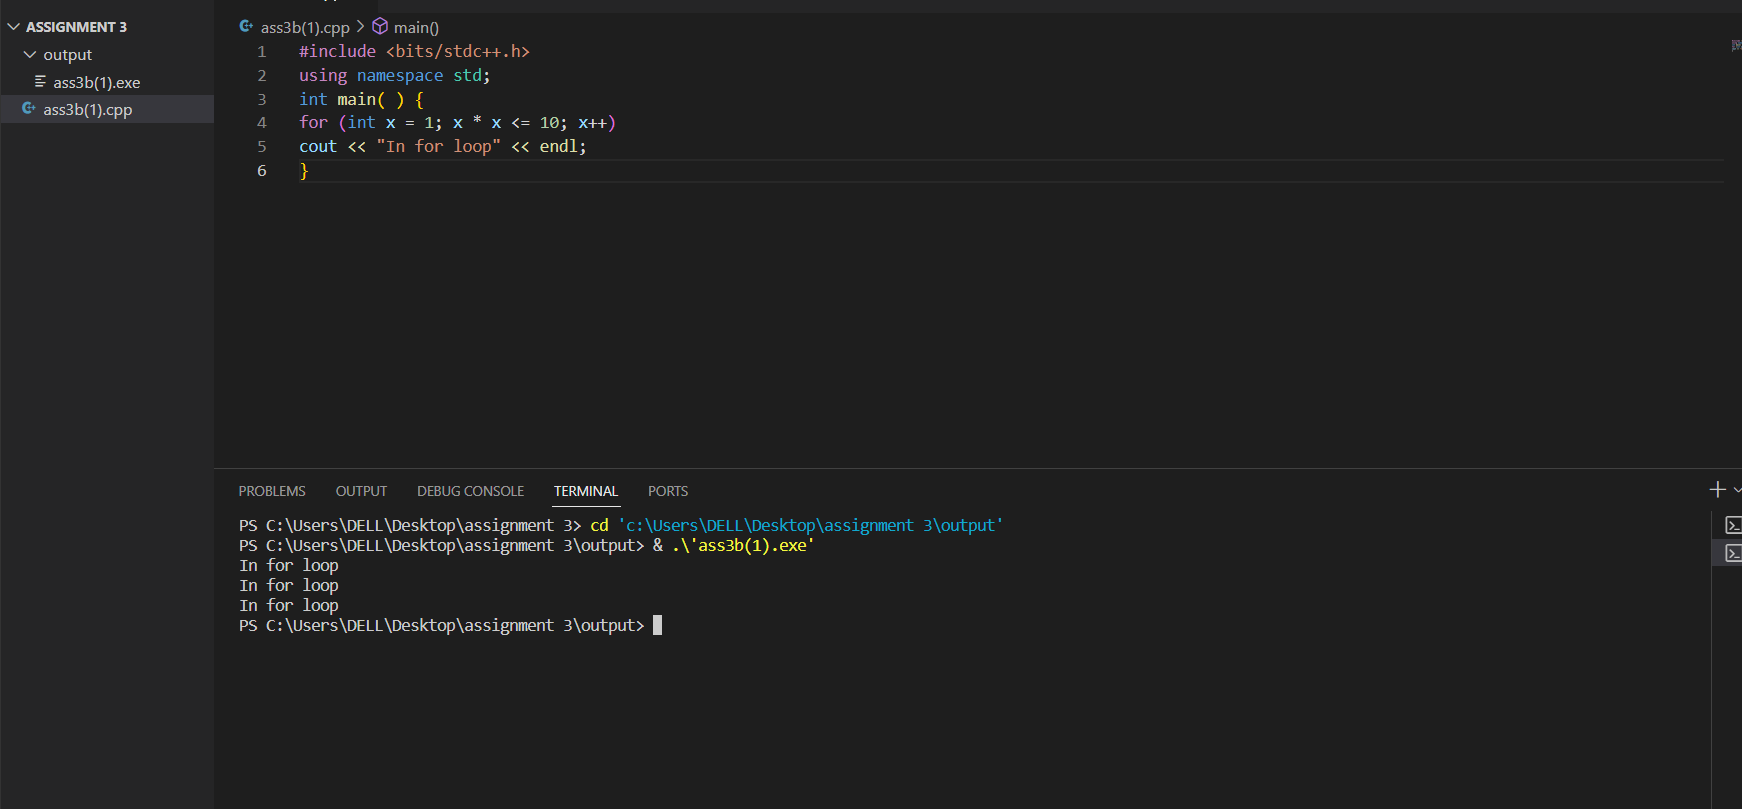 ASSIGNMENT 3
output
ass3b(1).exe
ass3b(1).cpp
ass3b(1).cpp > main()
1 #include <bits/stdc++.h>
2 using namespace std;
3 int main( ) {
4 for (int x = 1; x * x <= 10; x++)
5 cout << "In for loop" << endl;
6 }
PROBLEMS OUTPUT DEBUG CONSOLE TERMINAL PORTS
PS C:\Users\DELL\Desktop\assignment 3> cd 'c:\Users\DELL\Desktop\assignment 3\output'
PS C:\Users\DELL\Desktop\assignment 3\output> & .\'ass3b(1).exe'
In for loop
In for loop
In for loop
PS C:\Users\DELL\Desktop\assignment 3\output>